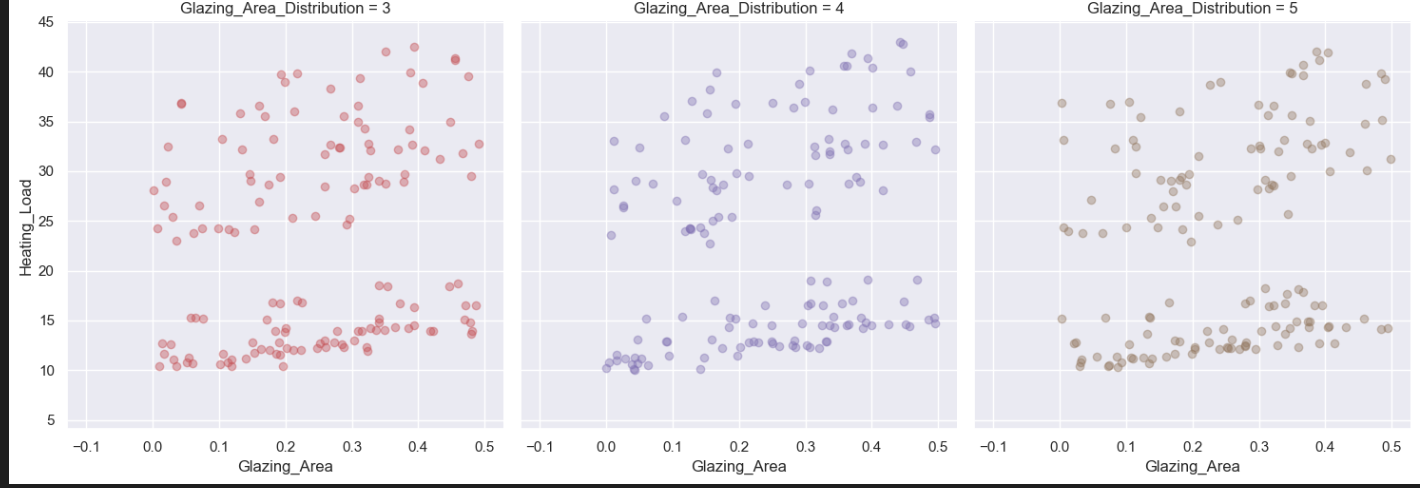 Glazing_Area_Distribution = 3
Glazing_Area_Distribution = 4
Glazing_Area_Distribution = 5
Heating_Load
45
40
35
30
25
20
15
10
5
−0.1 0.0 0.1 0.2 0.3 0.4 0.5
−0.1 0.0 0.1 0.2 0.3 0.4 0.5
−0.1 0.0 0.1 0.2 0.3 0.4 0.5
Glazing_Area
Glazing_Area
Glazing_Area